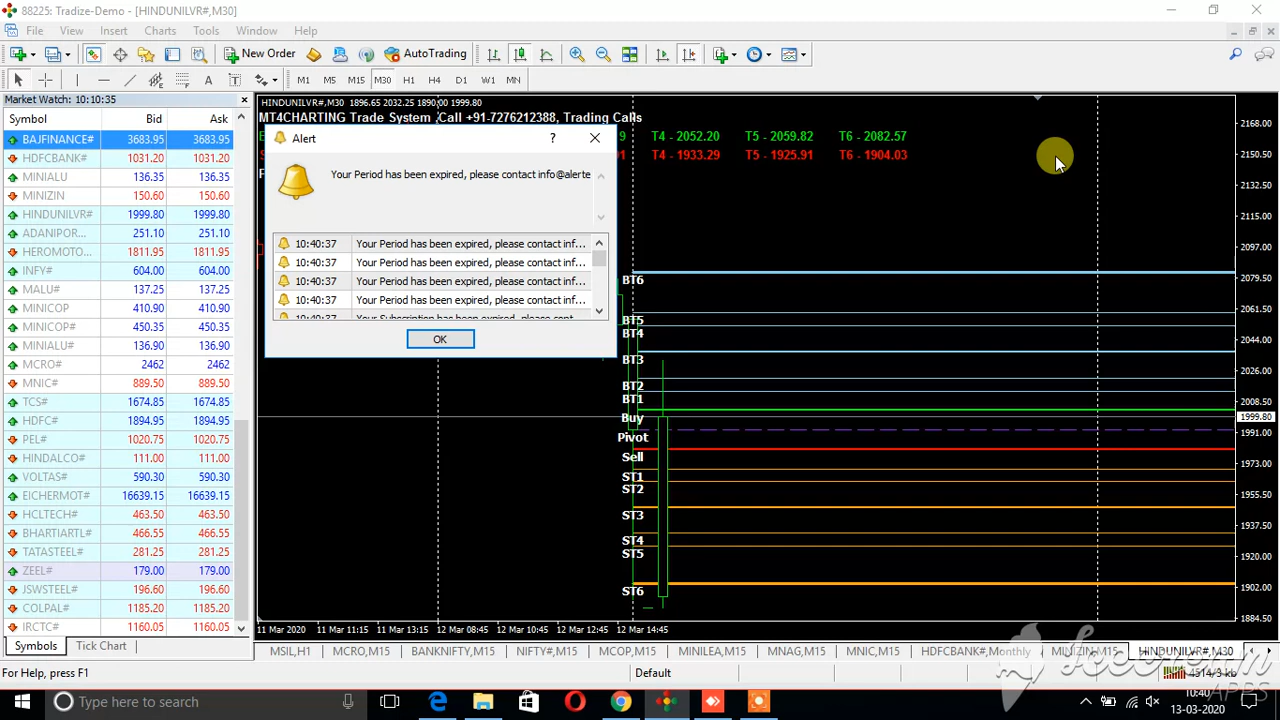 88225: Tradize-Demo - [HINDUNILVR#,M30]
File View Insert Charts Tools Window Help
New Order AutoTrading
A T M1 M5 M15 M30 H1 H4 D1 W1 MN
Market Watch: 10:10:35
Symbol Bid Ask
BAJFINANCE# 3683.95 3683.95
HDFCBANK# 1031.20 1031.20
MINIALU 136.35 136.35
MINIZIN 150.60 150.60
HINDUNILVR# 1999.80 1999.80
ADANIPOR... 251.10 251.10
HEROMOTO... 1811.95 1811.95
INFY# 604.00 604.00
MALU# 137.25 137.25
MINICOP 410.90 410.90
MINICOP# 450.35 450.35
MINIALU# 136.90 136.90
MCRO# 2462 2462
MNIC# 889.50 889.50
TCS# 1674.85 1674.85
HDFC# 1894.95 1894.95
PEL# 1020.75 1020.75
HINDALCO# 111.00 111.00
VOLTAS# 590.30 590.30
EICHERMOT# 16639.15 16639.15
HCLTECH# 463.50 463.50
BHARTIARTL# 466.55 466.55
TATASTEEL# 281.25 281.25
ZEEL# 179.00 179.00
JSWSTEEL# 196.60 196.60
COLPAL# 1185.20 1185.20
IRCTC# 1160.05 1160.05
Symbols Tick Chart
HINDUNILVR#,M30 1896.65 2032.25 1890.00 1999.80
MT4CHARTING Trade System ,Call +91-7276212388, Trading Calls
9 T4 - 2052.20 T5 - 2059.82 T6 - 2082.57
T4 - 1933.29 T5 - 1925.91 T6 - 1904.03
Alert
Your Period has been expired, please contact info@alerte
10:40:37 Your Period has been expired, please contact inf...
10:40:37 Your Period has been expired, please contact inf...
10:40:37 Your Period has been expired, please contact inf...
10:40:37 Your Period has been expired, please contact inf...
10:40:37 Your Subscription has been expired, please cont...
OK
BT6
BT5
BT4
BT3
BT2
BT1
Buy
Pivot
Sell
ST1
ST2
ST3
ST4
ST5
ST6
2168.00
2150.50
2132.50
2115.00
2097.00
2079.50
2061.50
2044.00
2026.00
2008.50
1999.80
1991.00
1973.00
1955.50
1937.50
1920.00
1902.00
1884.50
11 Mar 2020 11 Mar 11:15 11 Mar 13:15 12 Mar 08:45 12 Mar 10:45 12 Mar 12:45 12 Mar 14:45
MSIL,H1 MCRO,M15 BANKNIFTY,M15 NIFTY#,M15 MCOP,M15 MINILEA,M15 MNAG,M15 MNIC,M15 HDFCBANK#,Monthly MINIZIN,M15 HINDUNILVR#,M30
For Help, press F1 Default 4514/3 kb
Type here to search
10:40
13-03-2020
Icecream
APPS